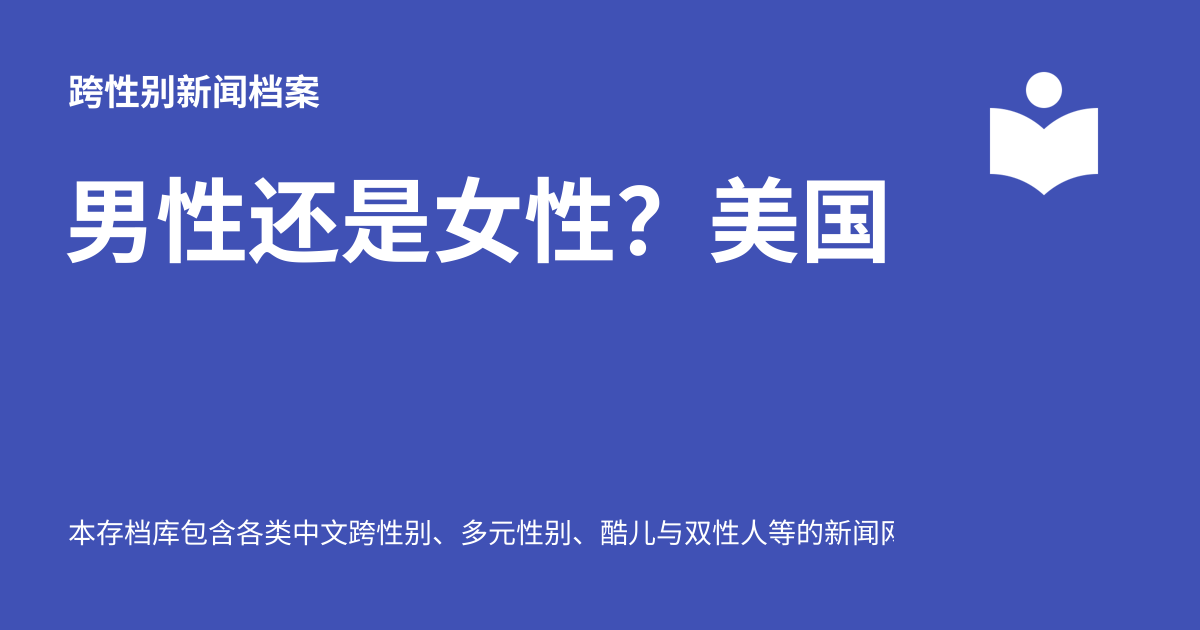 跨性别新闻档案
男性还是女性？美国
本存档库包含各类中文跨性别、多元性别、酷儿与双性人等的新闻